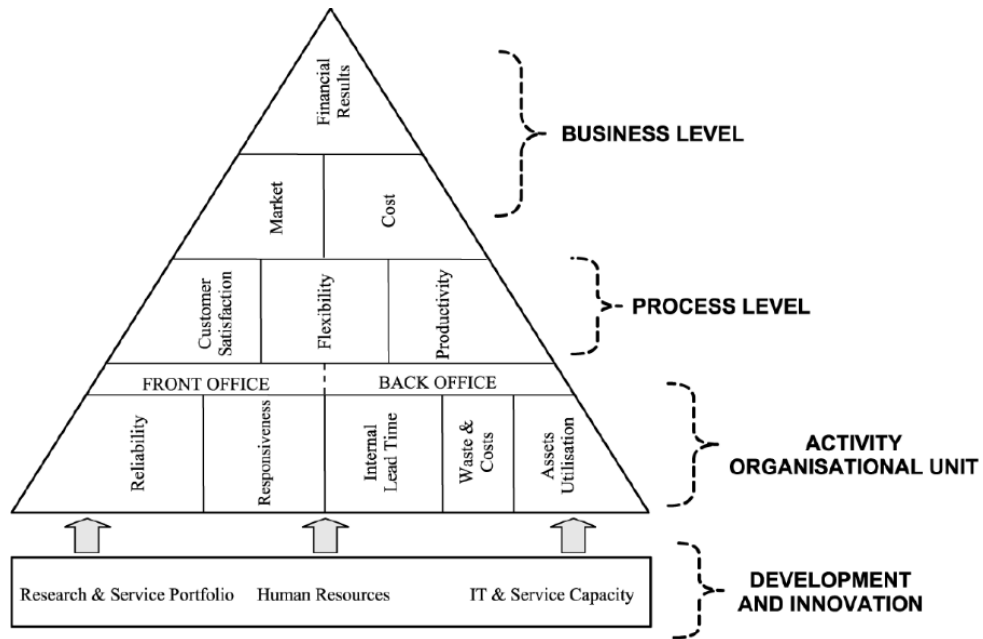 Financial
Results
BUSINESS LEVEL
Market
Cost
Customer
Satisfaction
Flexibility
Productivity
PROCESS LEVEL
FRONT OFFICE
BACK OFFICE
Reliability
Responsiveness
Internal
Lead Time
Waste &
Costs
Assets
Utilisation
ACTIVITY
ORGANISATIONAL UNIT
Research & Service Portfolio
Human Resources
IT & Service Capacity
DEVELOPMENT
AND INNOVATION